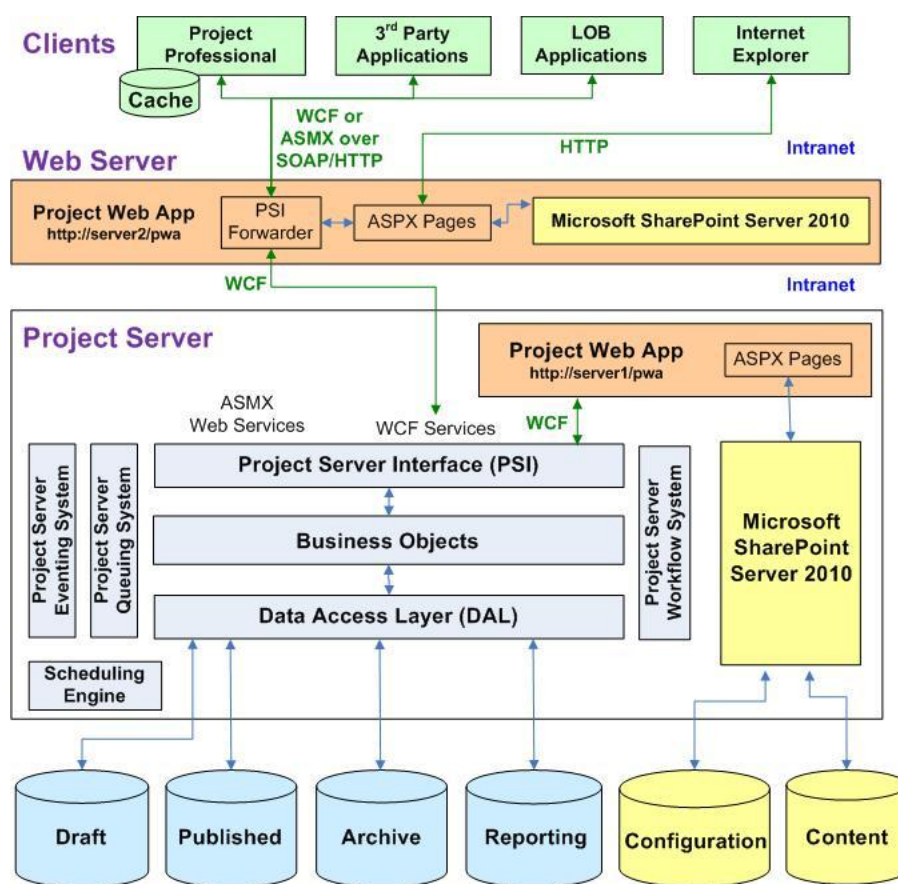 Clients
Project
Professional
Cache
3rd Party
Applications
LOB
Applications
Internet
Explorer
WCF or
ASMX over
SOAP/HTTP
HTTP
Intranet
Web Server
Project Web App
http://server2/pwa
PSI
Forwarder
ASPX Pages
Microsoft SharePoint Server 2010
WCF
Intranet
Project Server
Project Web App
http://server1/pwa
ASPX Pages
ASMX
Web Services
WCF Services
WCF
Project Server
Eventing System
Project Server
Queuing System
Project Server Interface (PSI)
Business Objects
Data Access Layer (DAL)
Project Server
Workflow System
Microsoft
SharePoint
Server 2010
Scheduling
Engine
Draft
Published
Archive
Reporting
Configuration
Content